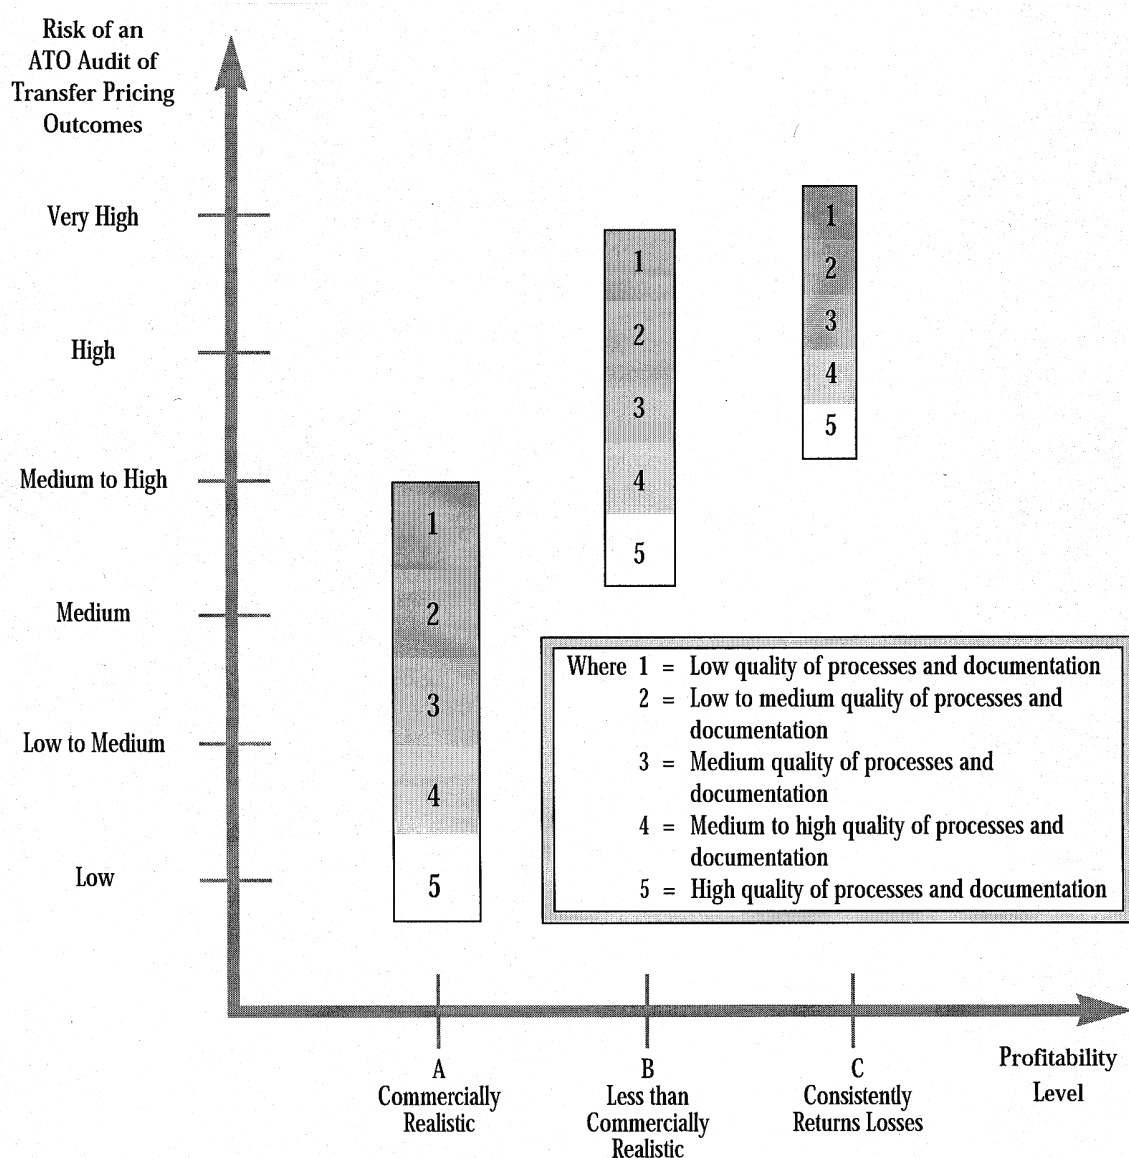 Risk of an
ATO Audit of
Transfer Pricing
Outcomes
Very High
High
Medium to High
Medium
Low to Medium
Low
1
2
3
4
5
1
2
3
4
5
1
2
3
4
5
Where 1 = Low quality of processes and documentation
2 = Low to medium quality of processes and
documentation
3 = Medium quality of processes and
documentation
4 = Medium to high quality of processes and
documentation
5 = High quality of processes and documentation
A
Commercially
Realistic
B
Less than
Commercially
Realistic
C
Consistently
Returns Losses
Profitability
Level